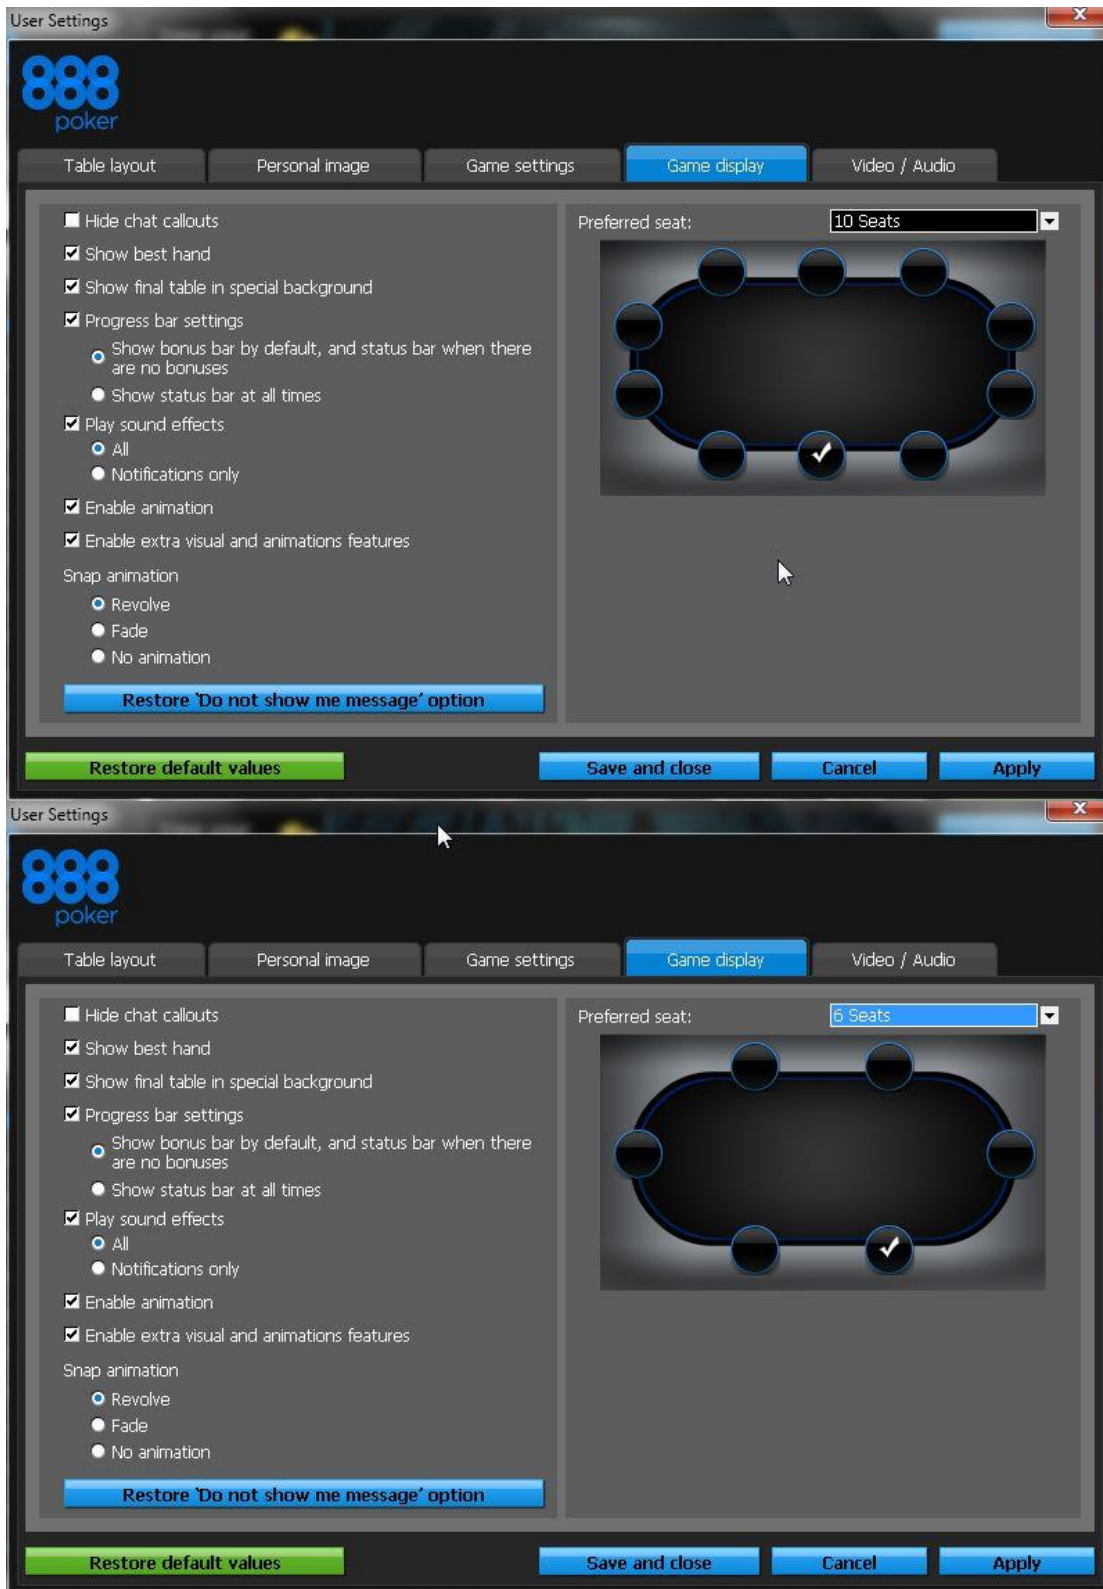 User Settings
888
poker
Table layout
Personal image
Game settings
Game display
Video / Audio
Hide chat callouts
Show best hand
Show final table in special background
Progress bar settings
Show bonus bar by default, and status bar when there
are no bonuses
Show status bar at all times
Play sound effects
All
Notifications only
Enable animation
Enable extra visual and animations features
Snap animation
Revolve
Fade
No animation
Restore 'Do not show me message' option
Preferred seat:
10 Seats
Restore default values
Save and close
Cancel
Apply
User Settings
888
poker
Table layout
Personal image
Game settings
Game display
Video / Audio
Hide chat callouts
Show best hand
Show final table in special background
Progress bar settings
Show bonus bar by default, and status bar when there
are no bonuses
Show status bar at all times
Play sound effects
All
Notifications only
Enable animation
Enable extra visual and animations features
Snap animation
Revolve
Fade
No animation
Restore 'Do not show me message' option
Preferred seat:
6 Seats
Restore default values
Save and close
Cancel
Apply